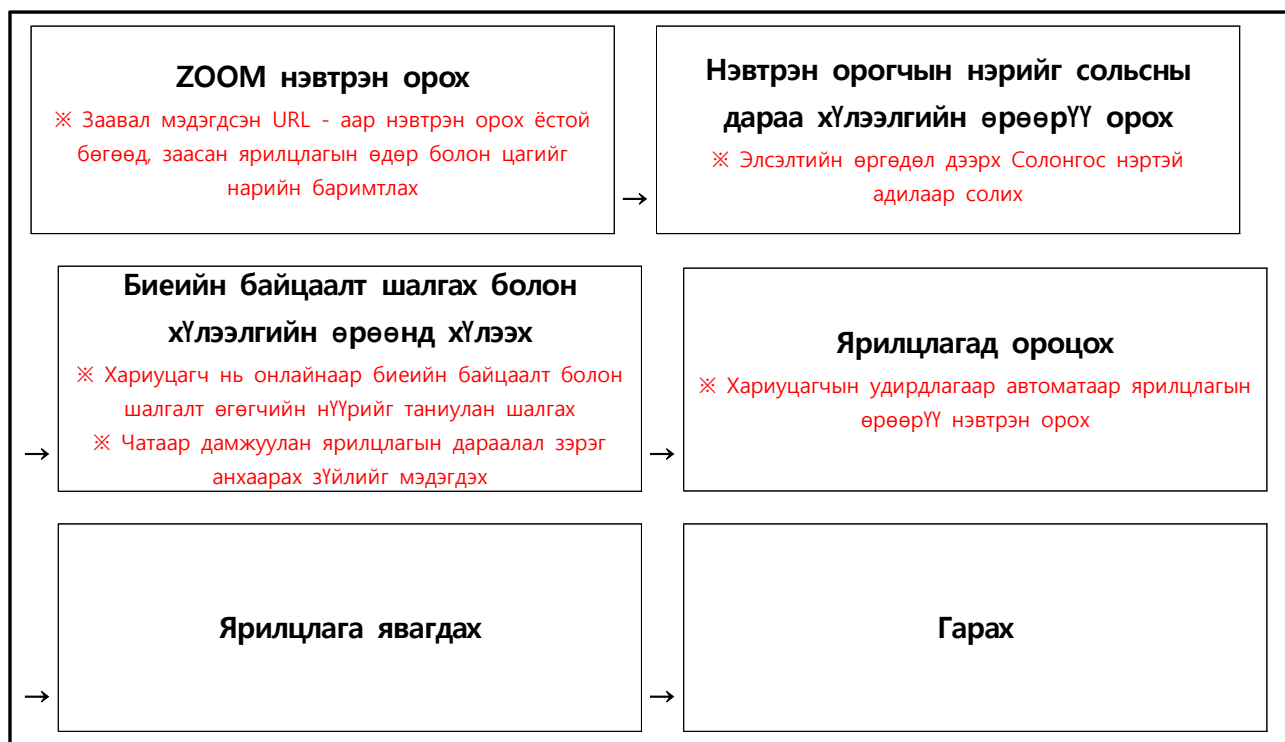 ZOOM нэвтрэн орох
※ Заавал мэдэгдсэн URL - аар нэвтрэн орох ёстой
бөгөөд, заасан ярилцлагын өдөр болон цагийг
нарийн баримтлах
→
Нэвтрэн орогчын нэрийг сольсны
дараа хүлээлгийн өрөөрүү орох
※ Элсэлтийн өргөдөл дээрх Солонгос нэртэй
адилаар солих
→
Биеийн байцаалт шалгах болон
хүлээлгийн өрөөнд хүлээх
※ Хариуцагч нь онлайнаар биеийн байцаалт болон
шалгалт өгөгчийн нүүрийг таниулан шалгах
※ Чатаар дамжуулан ярилцлагын дараалал зэрэг
анхаарах зүйлийг мэдэгдэх
→
Ярилцлагад ороцох
※ Хариуцагчын удирдлагаар автоматаар ярилцлагын
өрөөрүү нэвтрэн орох
→
Ярилцлага явагдах
→
Гарах